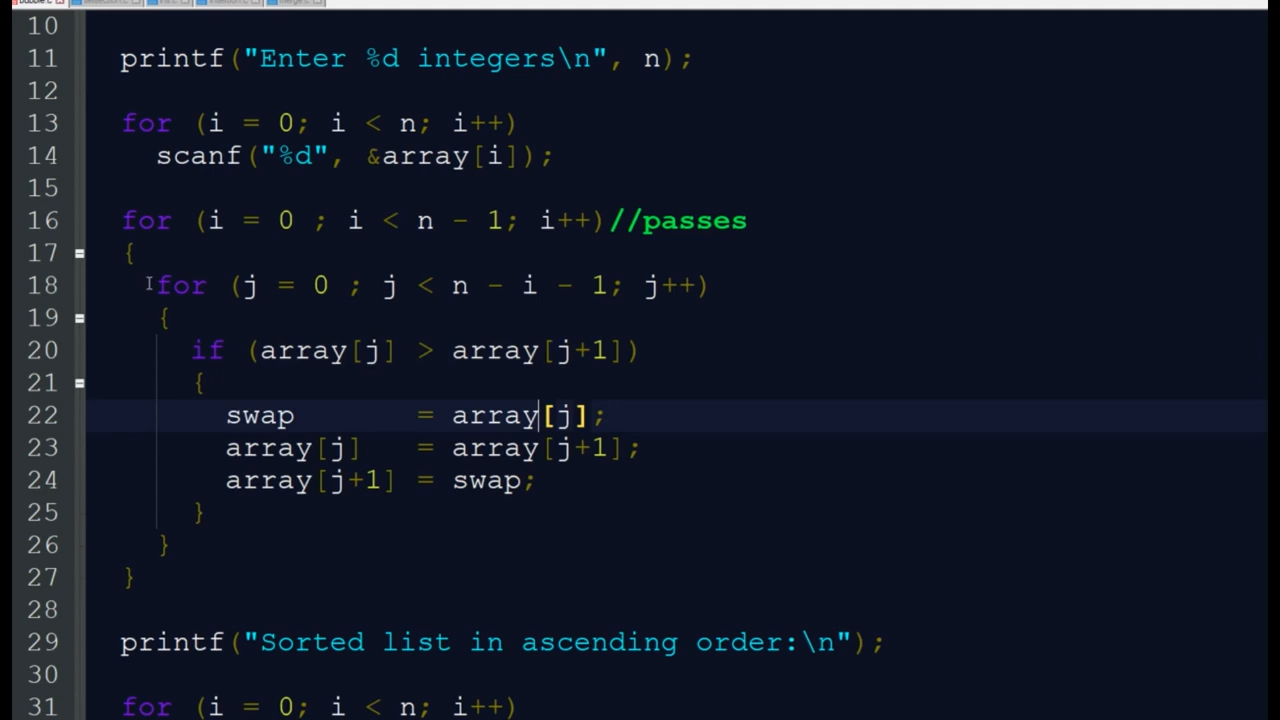 10
11 printf("Enter %d integers\n", n);
12
13 for (i = 0; i < n; i++)
14 scanf("%d", &array[i]);
15
16 for (i = 0 ; i < n - 1; i++)//passes
17 {
18 for (j = 0 ; j < n - i - 1; j++)
19 {
20 if (array[j] > array[j+1])
21 {
22 swap = array[j];
23 array[j] = array[j+1];
24 array[j+1] = swap;
25 }
26 }
27 }
28
29 printf("Sorted list in ascending order:\n");
30
31 for (i = 0; i < n; i++)